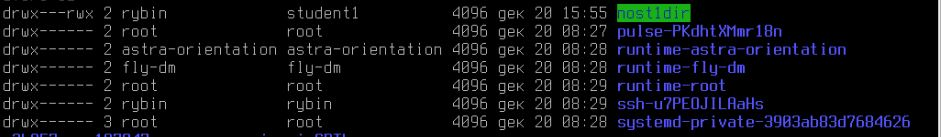 drwx---rwx 2 rybin student1 4096 дек 20 15:55 nost1dir
drwx------ 2 root root 4096 дек 20 08:27 pulse-PKdhtXMmr18n
drwx------ 2 astra-orientation astra-orientation 4096 дек 20 08:28 runtime-astra-orientation
drwx------ 2 fly-dm fly-dm 4096 дек 20 08:28 runtime-fly-dm
drwx------ 2 root root 4096 дек 20 08:29 runtime-root
drwx------ 2 rybin rybin 4096 дек 20 08:29 ssh-u7PEOJILAaHs
drwx------ 3 root root 4096 дек 20 08:28 systemd-private-3903ab83d7684626